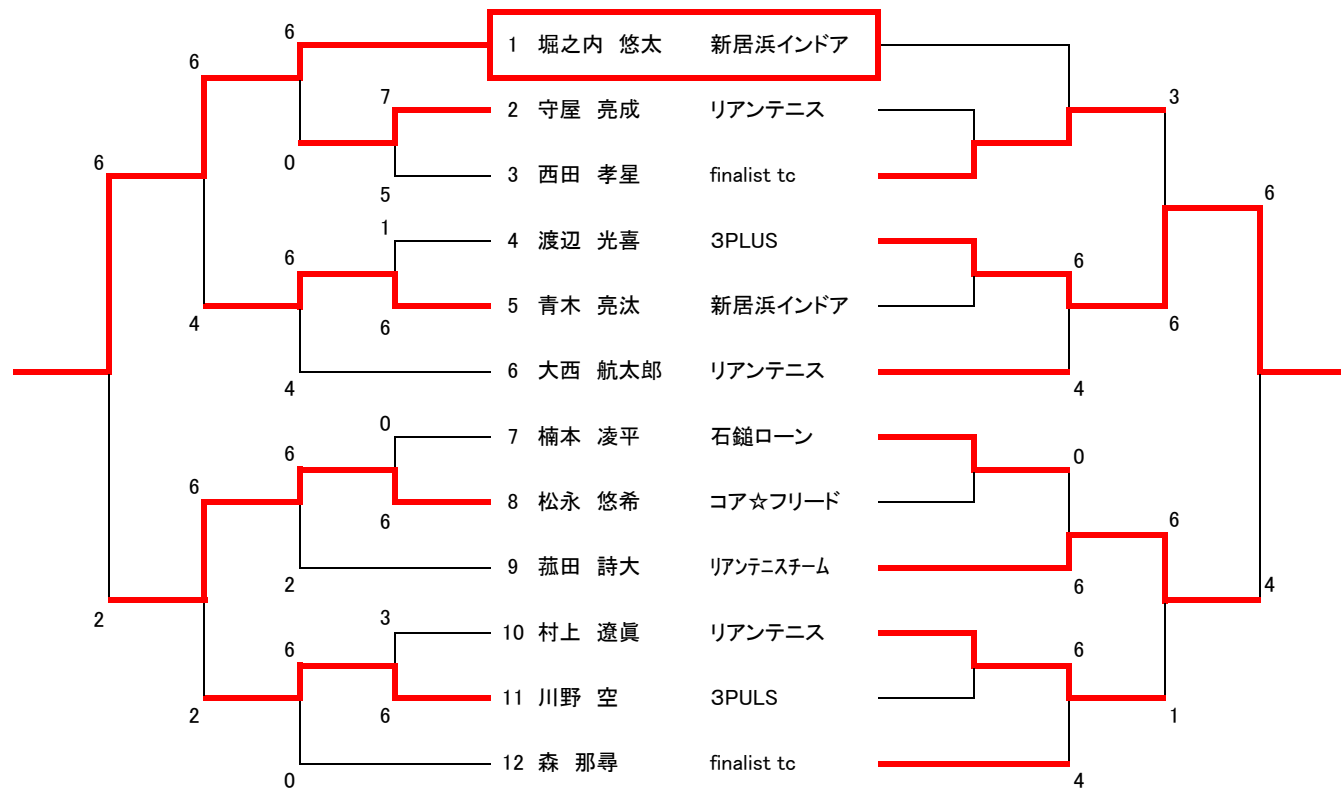 6
1 堀之内 悠太 新居浜インドア
6
7 3
2 守屋 亮成 リアンテニス
6 0
3 西田 孝星 finalist tc
5 6
1
4 渡辺 光喜 3PLUS
6 6
5 青木 亮汰 新居浜インドア
4 6 6
6 大西 航太郎 リアンテニス
4 4
0
7 楠本 凌平 石鎚ローン
6 0
6
8 松永 悠希 コア☆フリード
6 6
9 菰田 詩大 リアンテニスチーム
2 6 4
2 3
10 村上 遼眞 リアンテニス
6 6
11 川野 空 3PULS
2 6 1
12 森 那尋 finalist tc
0 4